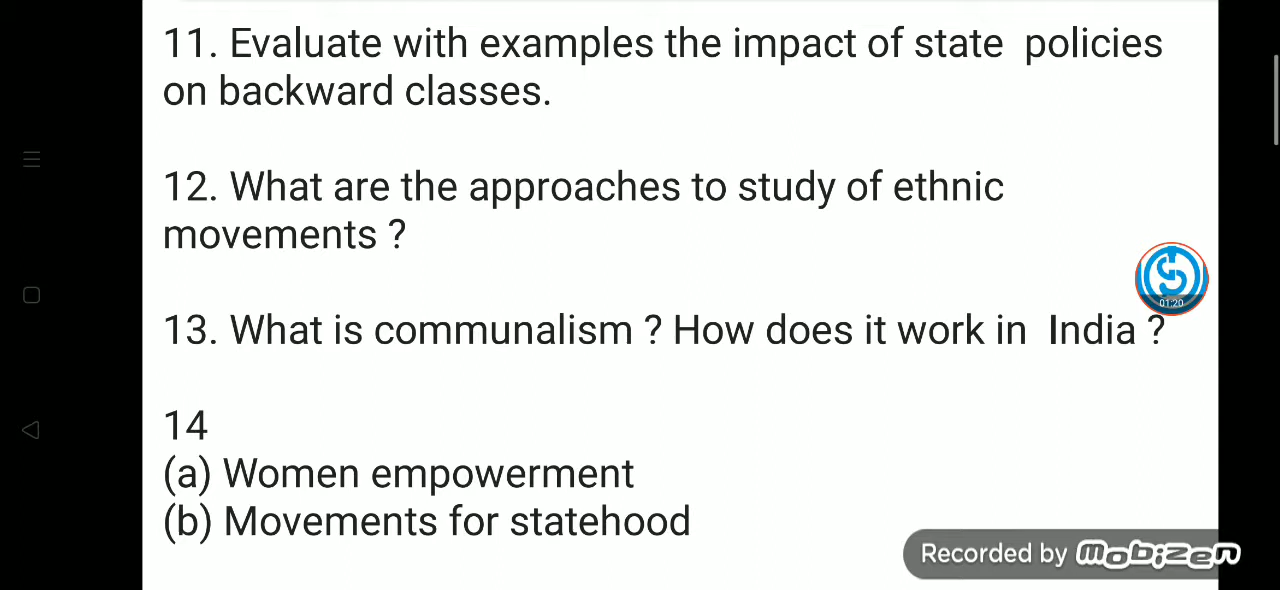 11. Evaluate with examples the impact of state policies
on backward classes.
12. What are the approaches to study of ethnic
movements ?
01:20
13. What is communalism ? How does it work in India ?
14
(a) Women empowerment
(b) Movements for statehood
Recorded by Mobizen